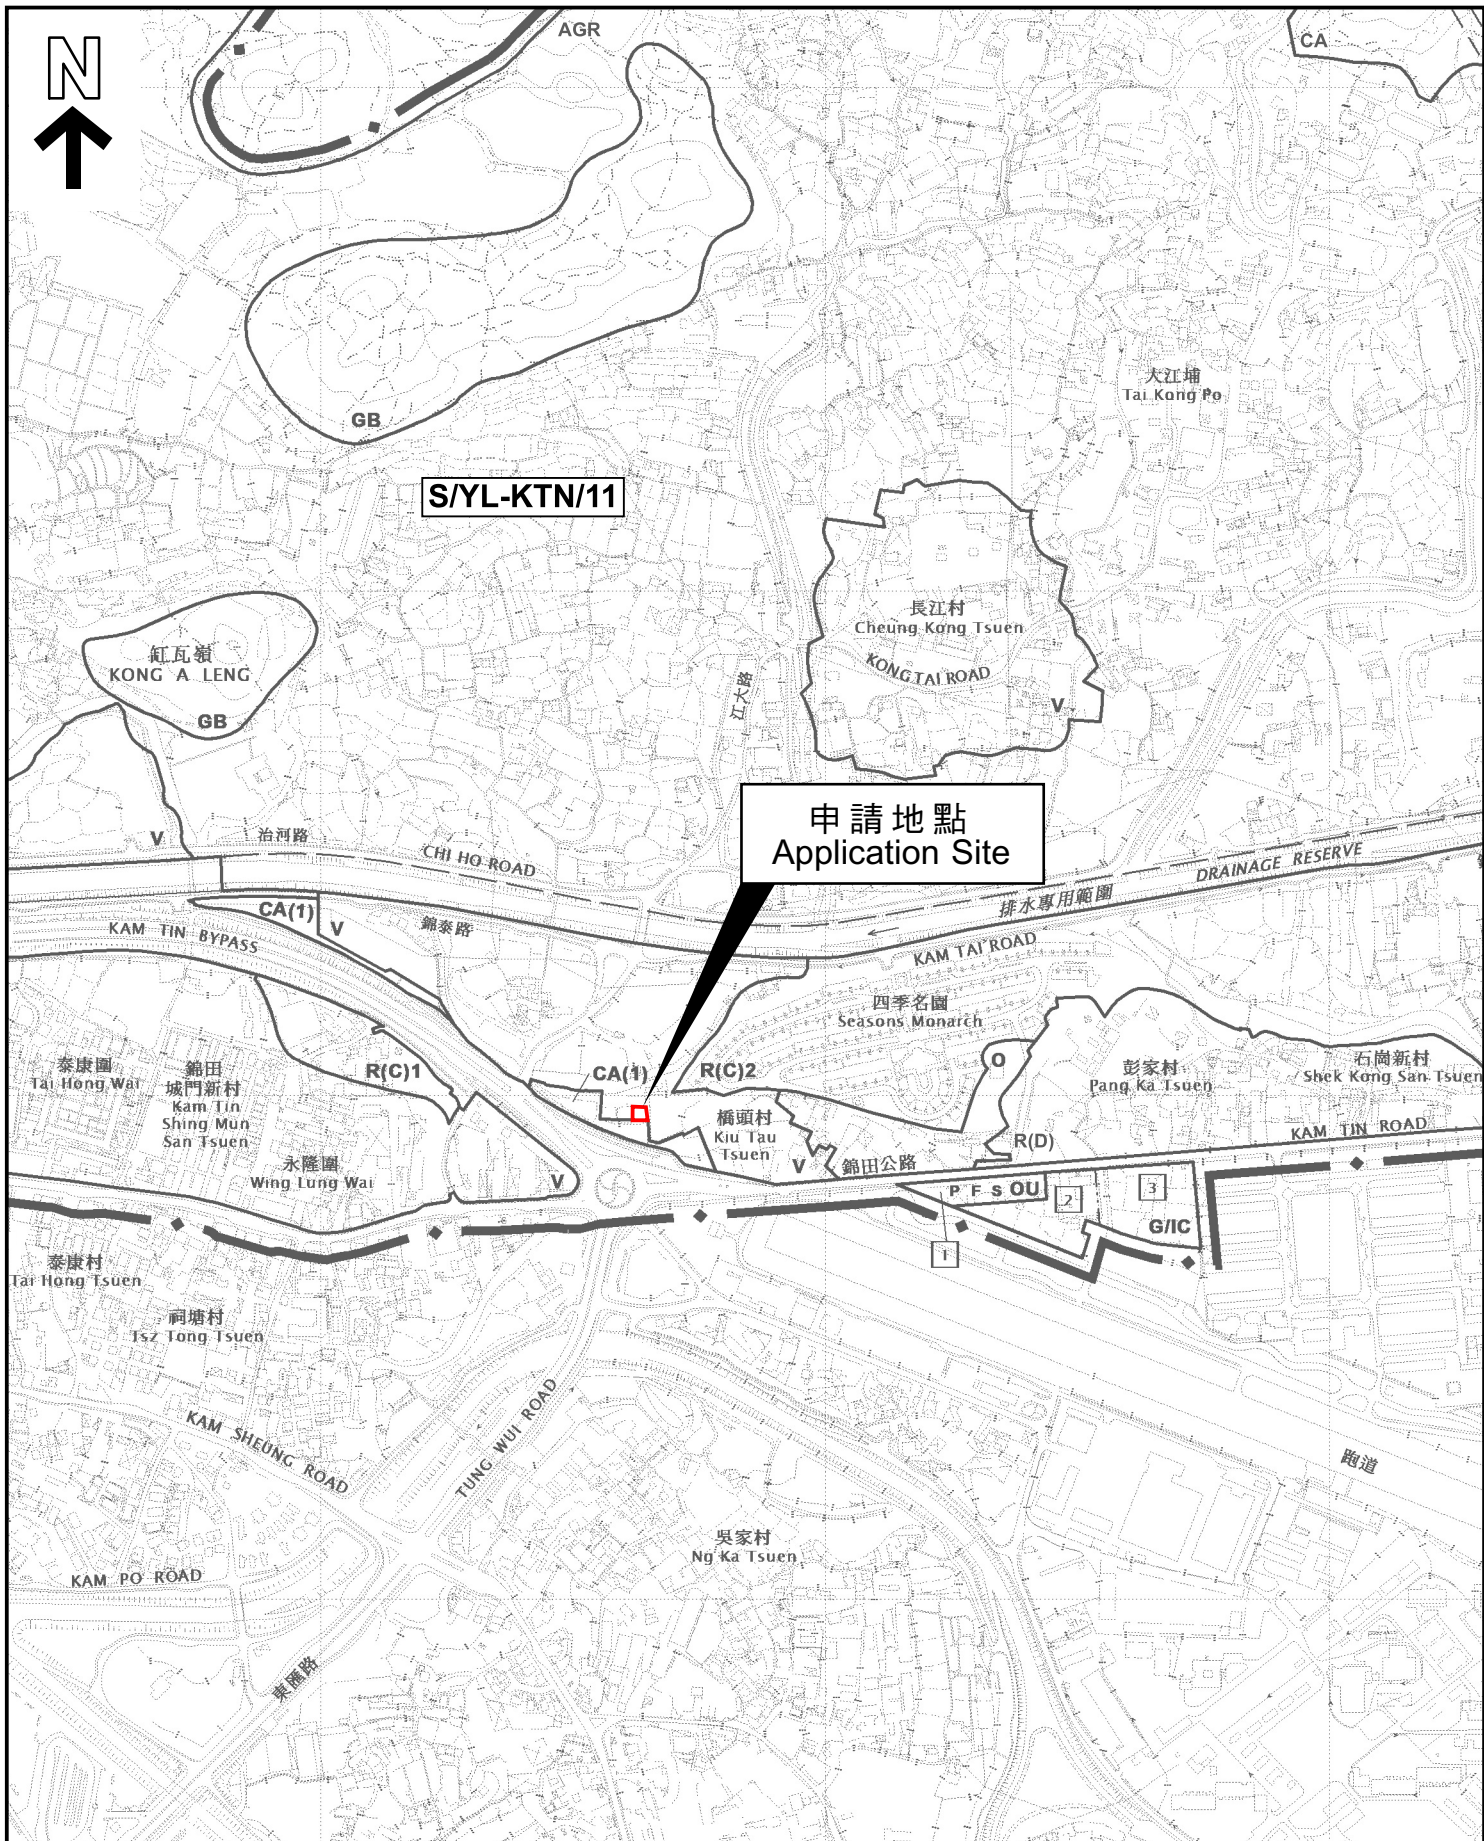 N
AGR
CA
GB
大江埔
Tai Kong Po
S/YL-KTN/11
長江村
Cheung Kong Tsuen
KONG TAI ROAD
V
缸瓦嶺
KONG A LENG
GB
江大路
申請地點
Application Site
V
治河路
CHI HO ROAD
排水專用範圍
DRAINAGE RESERVE
CA(1)
V
錦泰路
KAM TIN BYPASS
KAM TAI ROAD
四季名園
Seasons Monarch
泰康圍
Tai Hong Wai
錦田
城門新村
Kam Tin
Shing Mun
San Tsuen
R(C)1
CA(1)
R(C)2
O
彭家村
Pang Ka Tsuen
石崗新村
Shek Kong San Tsuen
橋頭村
Kiu Tau
Tsuen
V
錦田公路
R(D)
KAM TIN ROAD
永隆圍
Wing Lung Wai
V
P F S OU
2
3
G/IC
1
泰康村
Tai Hong Tsuen
祠塘村
Tsz Tong Tsuen
KAM SHEUNG ROAD
TUNG WUI ROAD
跑道
吳家村
Ng Ka Tsuen
KAM PO ROAD
東匯路